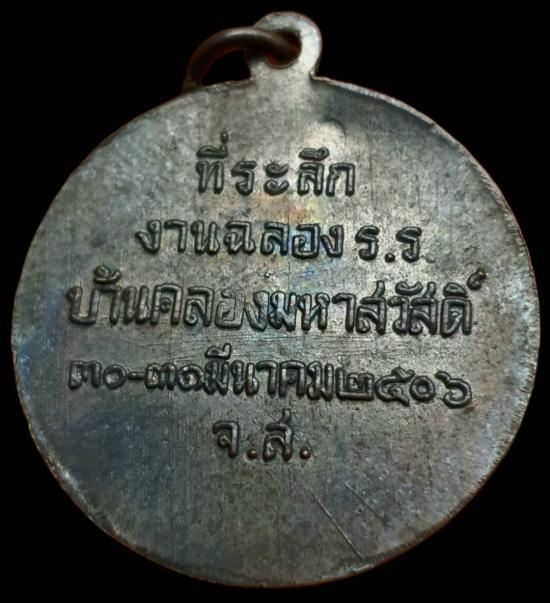 ที่ระลึก
งานฉลอง ร.ร
บ้านคลองมหาสวัสดิ์
๓๐-๓๑มีนาคม๒๕๐๖
จ.ส.